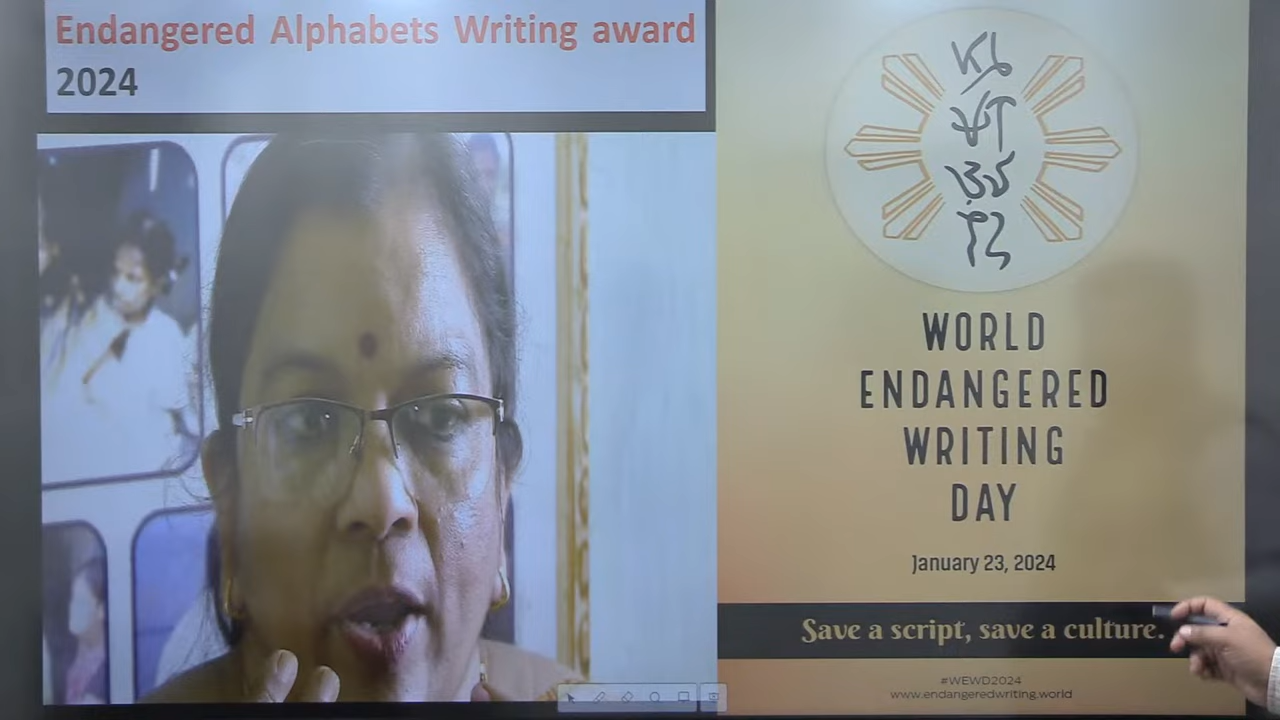 Endangered Alphabets Writing award
2024
WORLD
ENDANGERED
WRITING
DAY
January 23, 2024
Save a script, save a culture.
#WEWD2024
www.endangeredwriting.world